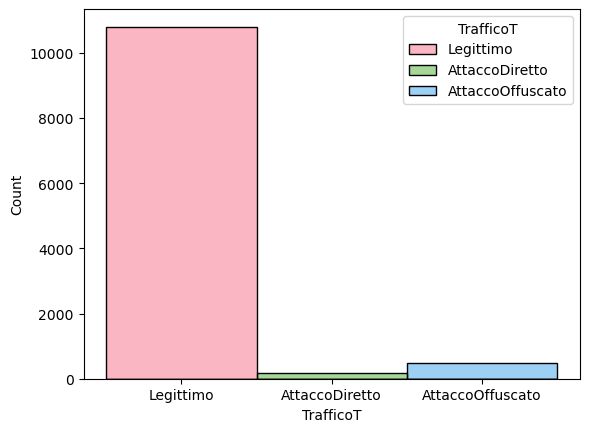 TrafficoT
Legittimo
AttaccoDiretto
AttaccoOffuscato
10000
8000
6000
4000
2000
0
Count
Legittimo AttaccoDiretto AttaccoOffuscato
TrafficoT